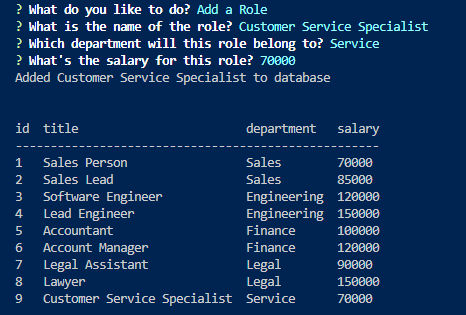 ? What do you like to do? Add a Role
? What is the name of the role? Customer Service Specialist
? Which department will this role belong to? Service
? What's the salary for this role? 70000
Added Customer Service Specialist to database
id title department salary
----------------------------------------------------
1 Sales Person Sales 70000
2 Sales Lead Sales 85000
3 Software Engineer Engineering 120000
4 Lead Engineer Engineering 150000
5 Accountant Finance 100000
6 Account Manager Finance 120000
7 Legal Assistant Legal 90000
8 Lawyer Legal 150000
9 Customer Service Specialist Service 70000